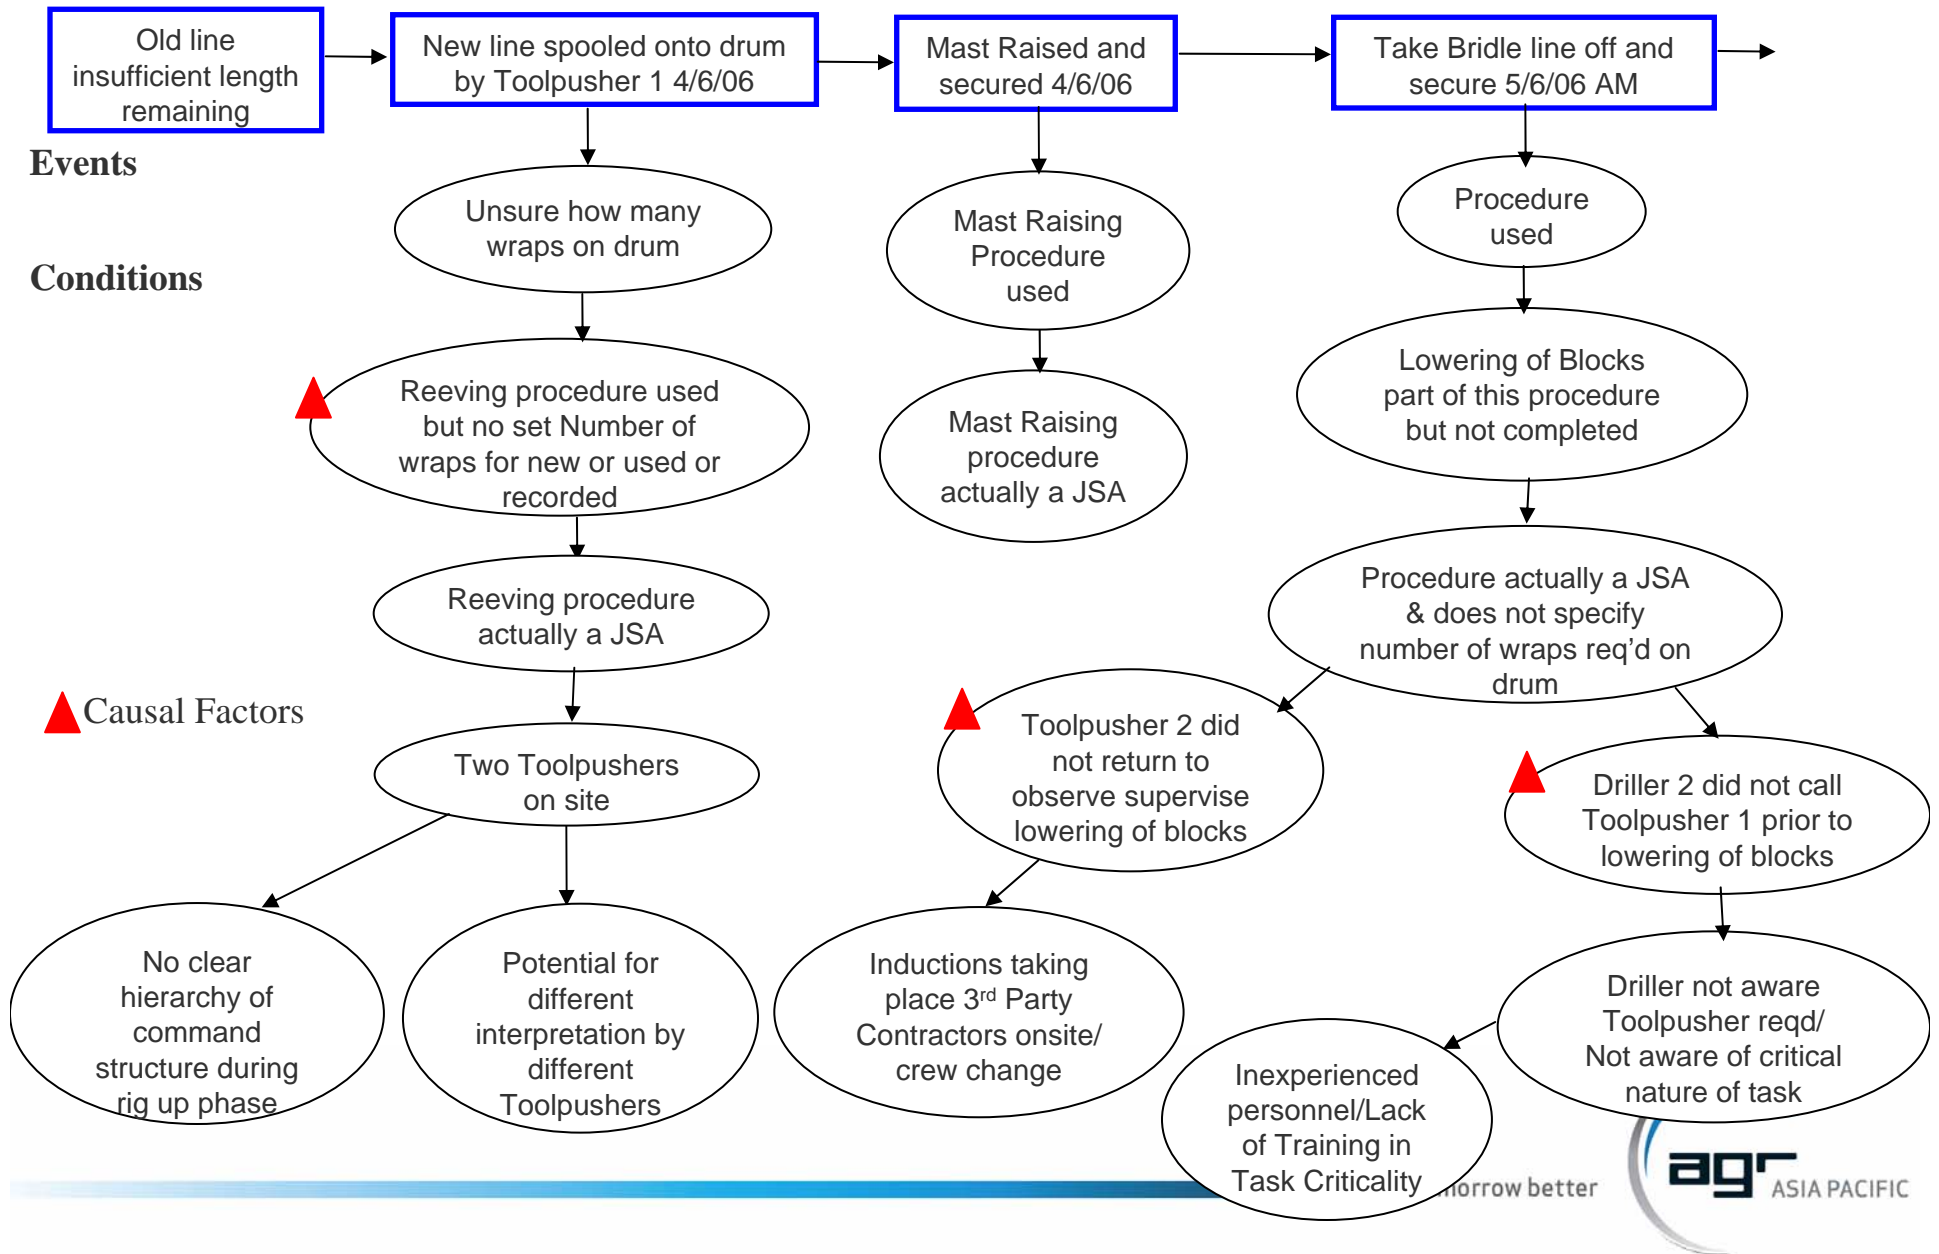 Old line
insufficient length
remaining
New line spooled onto drum
by Toolpusher 1 4/6/06
Mast Raised and
secured 4/6/06
Take Bridle line off and
secure 5/6/06 AM
Events
Conditions
Unsure how many
wraps on drum
Mast Raising
Procedure
used
Procedure
used
Reeving procedure used
but no set Number of
wraps for new or used or
recorded
Mast Raising
procedure
actually a JSA
Lowering of Blocks
part of this procedure
but not completed
Reeving procedure
actually a JSA
Procedure actually a JSA
& does not specify
number of wraps req’d on
drum
Causal Factors
Two Toolpushers
on site
Toolpusher 2 did
not return to
observe supervise
lowering of blocks
Driller 2 did not call
Toolpusher 1 prior to
lowering of blocks
No clear
hierarchy of
command
structure during
rig up phase
Potential for
different
interpretation by
different
Toolpushers
Inductions taking
place 3rd Party
Contractors onsite/
crew change
Driller not aware
Toolpusher reqd/
Not aware of critical
nature of task
Inexperienced
personnel/Lack
of Training in
Task Criticality
better
agr
ASIA PACIFIC